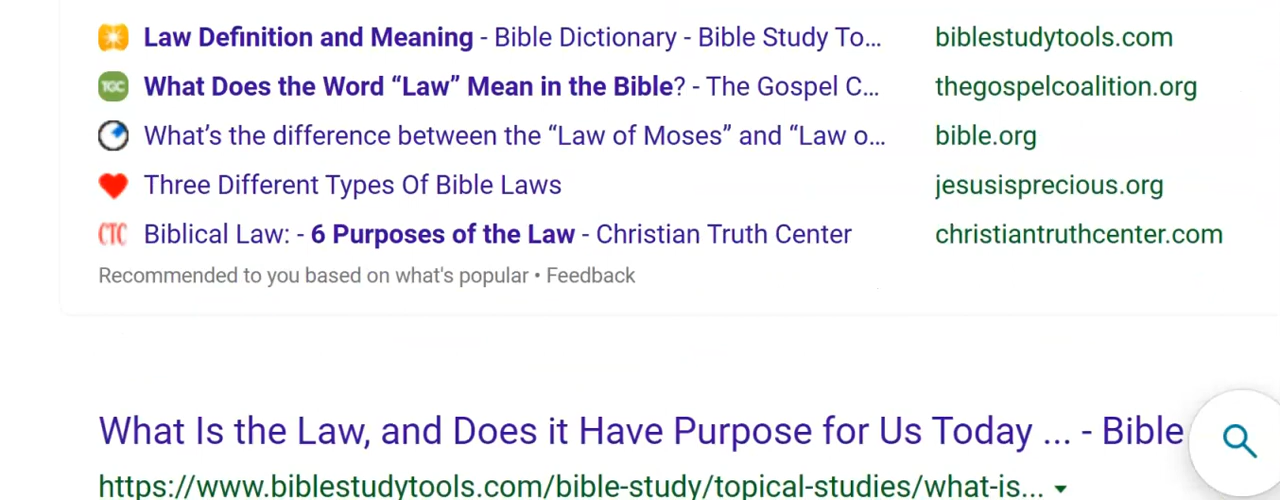 Law Definition and Meaning - Bible Dictionary - Bible Study To... biblestudytools.com
TGC What Does the Word “Law” Mean in the Bible? - The Gospel C... thegospelcoalition.org
What’s the difference between the “Law of Moses” and “Law o... bible.org
Three Different Types Of Bible Laws jesusisprecious.org
CTC Biblical Law: - 6 Purposes of the Law - Christian Truth Center christiantruthcenter.com
Recommended to you based on what's popular • Feedback
What Is the Law, and Does it Have Purpose for Us Today ... - Bible
https://www.biblestudytools.com/bible-study/topical-studies/what-is...